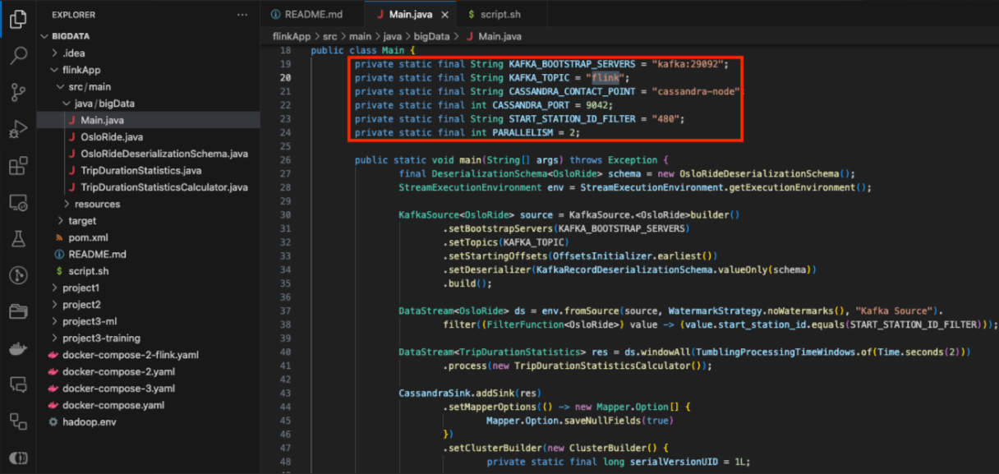 EXPLORER
BIGDATA
.idea
flinkApp
src/main
java/bigData
Main.java
OsloRide.java
OsloRideDeserializationSchema.java
TripDurationStatistics.java
TripDurationStatisticsCalculator.java
resources
target
pom.xml
README.md
script.sh
project1
project2
project3-ml
project3-training
docker-compose-2-flink.yaml
docker-compose-2.yaml
docker-compose-3.yaml
docker-compose.yaml
hadoop.env
README.md Main.java script.sh
flinkApp > src > main > java > bigData > Main.java
18 public class Main {
19 private static final String KAFKA_BOOTSTRAP_SERVERS = "kafka:29092";
20 private static final String KAFKA_TOPIC = "flink";
21 private static final String CASSANDRA_CONTACT_POINT = "cassandra-node"
22 private static final int CASSANDRA_PORT = 9042;
23 private static final String START_STATION_ID_FILTER = "480";
24 private static final int PARALLELISM = 2;
25
26 public static void main(String[] args) throws Exception {
27 final DeserializationSchema<OsloRide> schema = new OsloRideDeserializationSchema();
28 StreamExecutionEnvironment env = StreamExecutionEnvironment.getExecutionEnvironment();
29
30 KafkaSource<OsloRide> source = KafkaSource.<OsloRide>builder()
31 .setBootstrapServers(KAFKA_BOOTSTRAP_SERVERS)
32 .setTopics(KAFKA_TOPIC)
33 .setStartingOffsets(OffsetsInitializer.earliest())
34 .setDeserializer(KafkaRecordDeserializationSchema.valueOnly(schema))
35 .build();
36
37 DataStream<OsloRide> ds = env.fromSource(source, WatermarkStrategy.noWatermarks(), "Kafka Source").
38 filter((FilterFunction<OsloRide>) value -> (value.start_station_id.equals(START_STATION_ID_FILTER)));
39
40 DataStream<TripDurationStatistics> res = ds.windowAll(TumblingProcessingTimeWindows.of(Time.seconds(2)))
41 .process(new TripDurationStatisticsCalculator());
42
43 CassandraSink.addSink(res)
44 .setMapperOptions(() -> new Mapper.Option[] {
45 Mapper.Option.saveNullFields(true)
46 })
47 .setClusterBuilder(new ClusterBuilder() {
48 private static final long serialVersionUID = 1L;